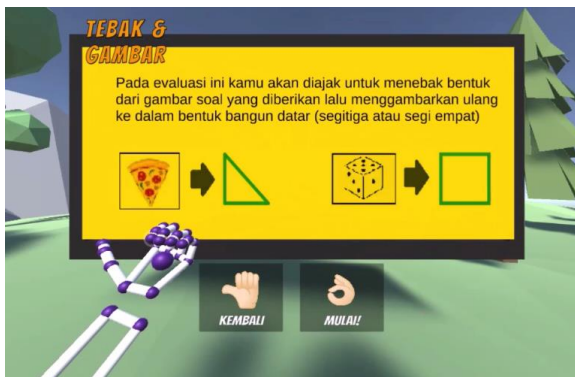 TEBAK &
GAMBAR
Pada evaluasi ini kamu akan diajak untuk menebak bentuk
dari gambar soal yang diberikan lalu menggambarkan ulang
ke dalam bentuk bangun datar (segitiga atau segi empat)
KEMBALI
MULAI!